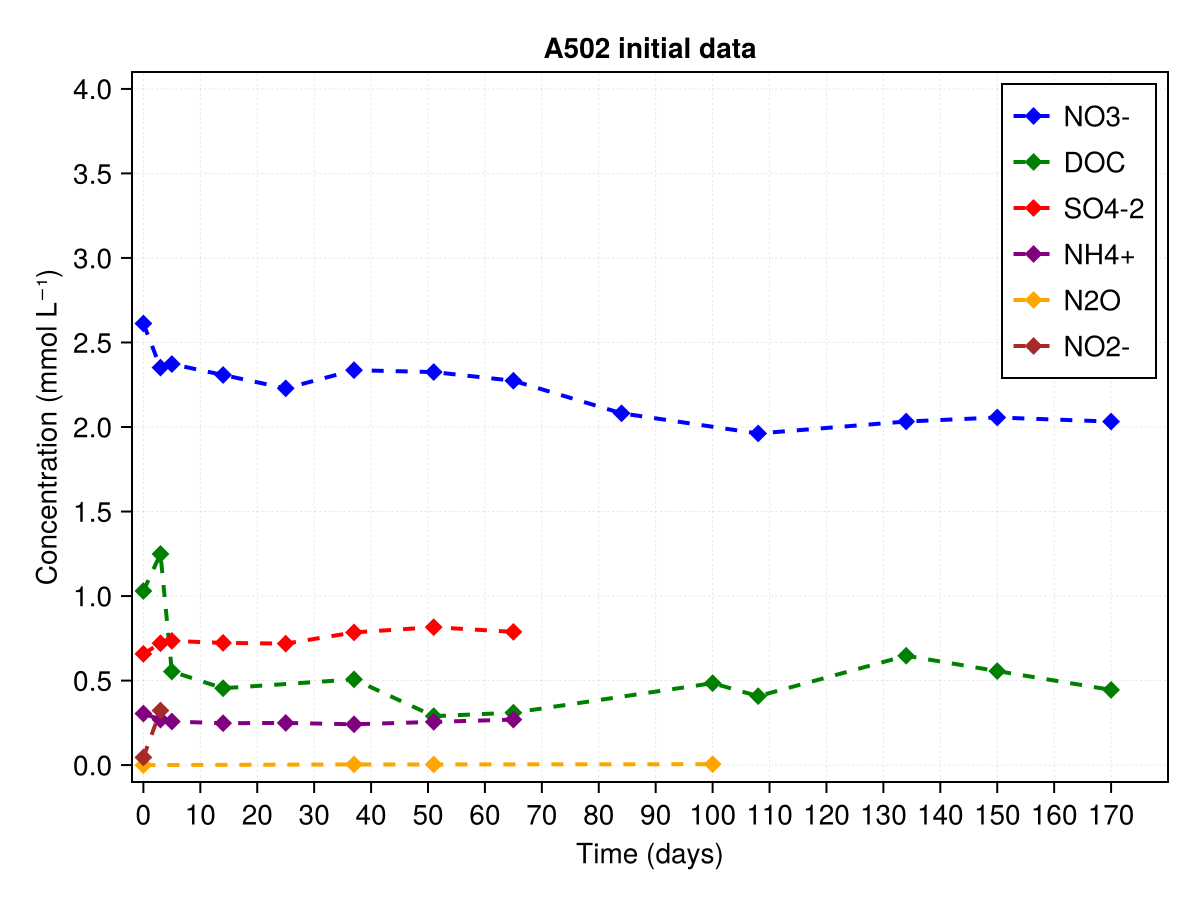 A502 initial data
4.0
3.5
3.0
2.5
2.0
1.5
1.0
0.5
0.0
Concentration (mmol L⁻¹)
NO3-
DOC
SO4-2
NH4+
N2O
NO2-
0 10 20 30 40 50 60 70 80 90 100 110 120 130 140 150 160 170
Time (days)